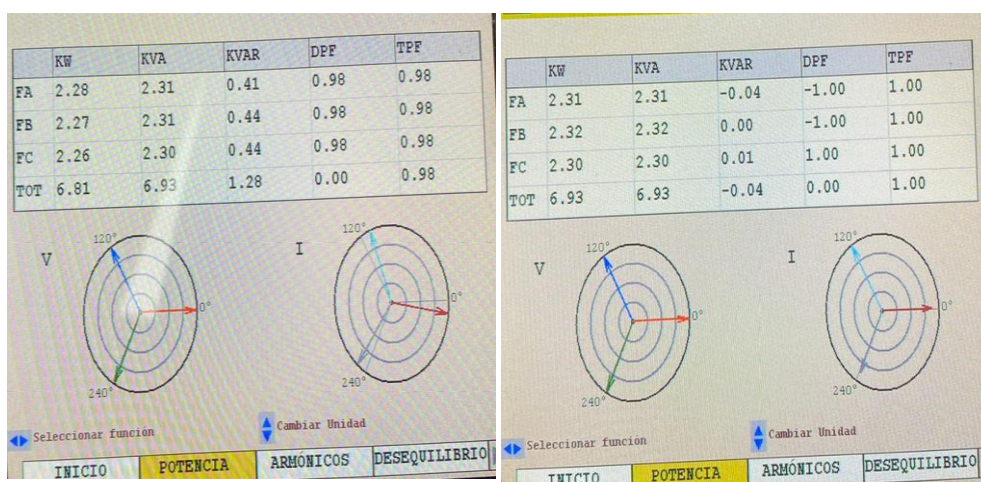 KW KVA KVAR DPF TPF
FA 2.28 2.31 0.41 0.98 0.98
FB 2.27 2.31 0.44 0.98 0.98
FC 2.26 2.30 0.44 0.98 0.98
TOT 6.81 6.93 1.28 0.00 0.98
V 120° 0° 240°
I 120° 0° 240°
Seleccionar función Cambiar Unidad
INICIO POTENCIA ARMÓNICOS DESEQUILIBRIO
KW KVA KVAR DPF TPF
FA 2.31 2.31 -0.04 -1.00 1.00
FB 2.32 2.32 0.00 -1.00 1.00
FC 2.30 2.30 0.01 1.00 1.00
TOT 6.93 6.93 -0.04 0.00 1.00
V 120° 0° 240°
I 120° 0° 240°
Seleccionar función Cambiar Unidad
INICIO POTENCIA ARMÓNICOS DESEQUILIBRIO